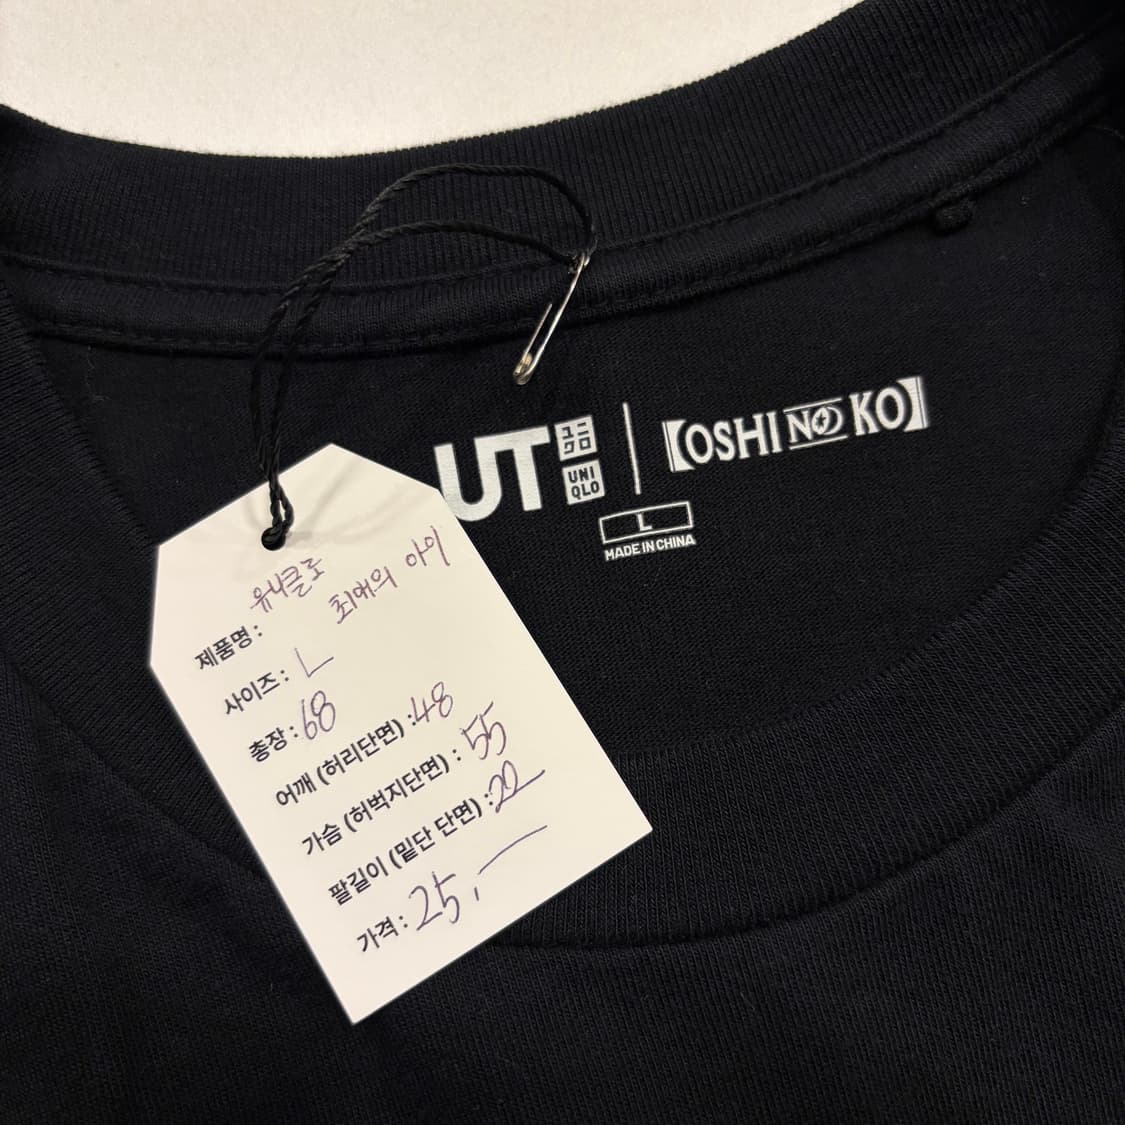 UT ユニクロ UNIQLO 【OSHI NO KO】
L
MADE IN CHINA
유니클로
제품명 : 최애의 아이
사이즈 : L
총장 : 68
어깨 (허리단면) : 48
가슴 (허벅지단면) : 55
팔길이 (밑단 단면) : 22
가격 : 25,—